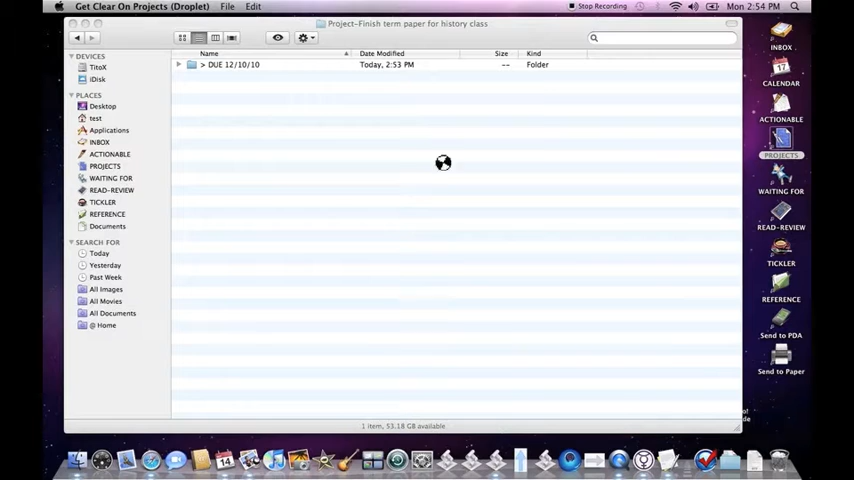 Get Clear On Projects (Droplet) File Edit
Stop Recording
Mon 2:54 PM
Project–Finish term paper for history class
Name Date Modified Size Kind
> DUE 12/10/10 Today, 2:53 PM -- Folder
DEVICES
TitoX
iDisk
PLACES
Desktop
test
Applications
INBOX
ACTIONABLE
PROJECTS
WAITING FOR
READ-REVIEW
TICKLER
REFERENCE
Documents
SEARCH FOR
Today
Yesterday
Past Week
All Images
All Movies
All Documents
@ Home
1 item, 53.18 GB available
INBOX
CALENDAR
ACTIONABLE
PROJECTS
WAITING FOR
READ-REVIEW
TICKLER
REFERENCE
Send to PDA
Send to Paper